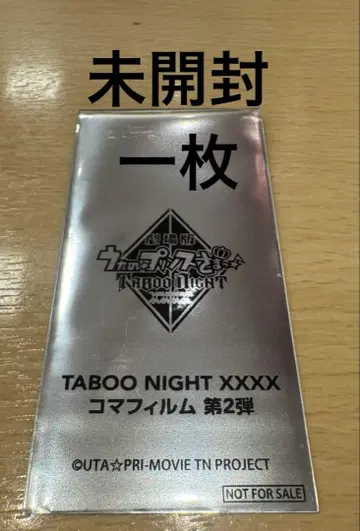 未開封
一枚
劇場版
うたの☆プリンスさまっ♪
TABOO NIGHT
XXXX
TABOO NIGHT XXXX
コマフィルム 第2弾
©UTA☆PRI-MOVIE TN PROJECT
NOT FOR SALE